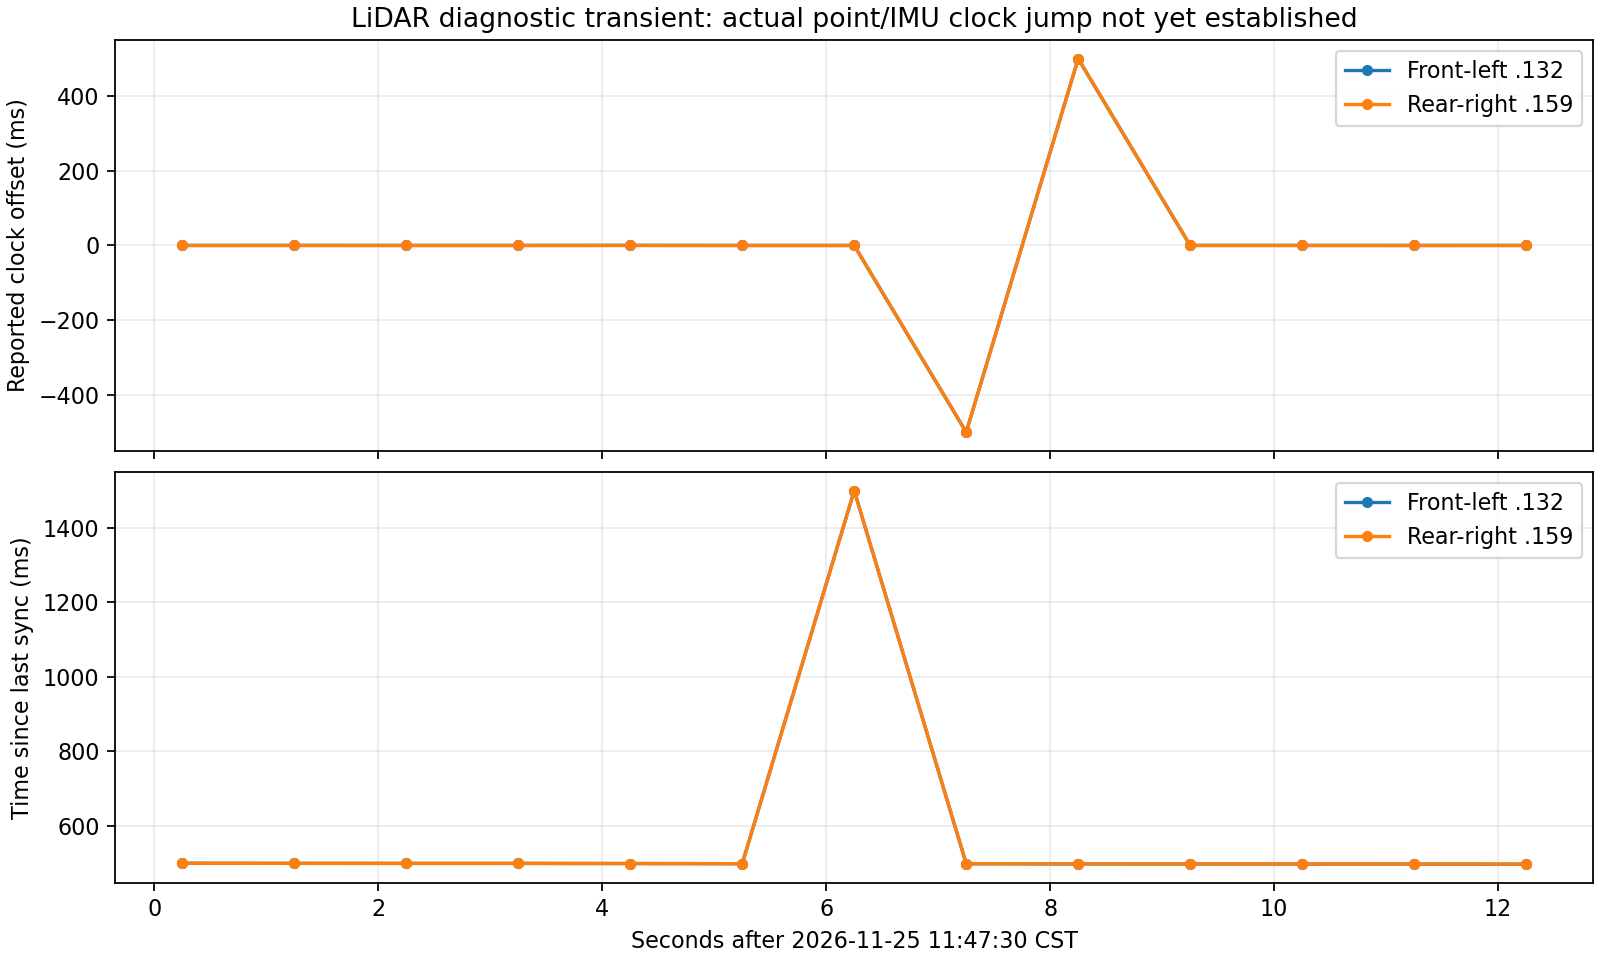 LiDAR diagnostic transient: actual point/IMU clock jump not yet established
Reported clock offset (ms)
400
200
0
−200
−400
Front-left .132
Rear-right .159
Time since last sync (ms)
1400
1200
1000
800
600
Front-left .132
Rear-right .159
0 2 4 6 8 10 12
Seconds after 2026-11-25 11:47:30 CST